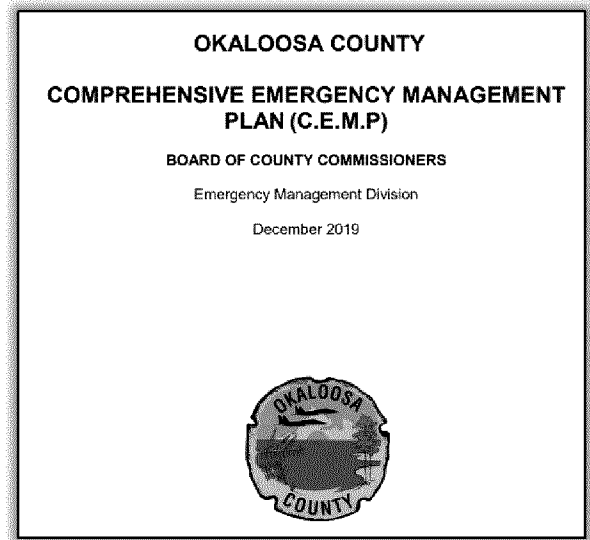 OKALOOSA COUNTY
COMPREHENSIVE EMERGENCY MANAGEMENT
PLAN (C.E.M.P)
BOARD OF COUNTY COMMISSIONERS
Emergency Management Division
December 2019
OKALOOSA
COUNTY